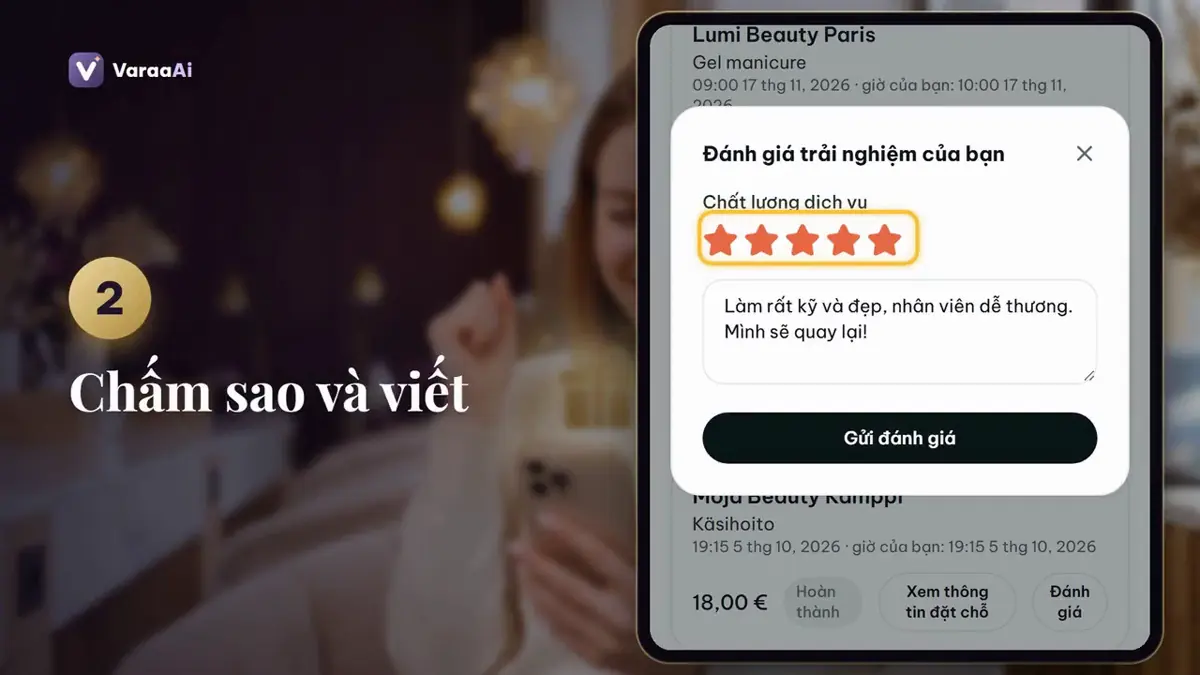 VaraaAi
2
Chấm sao và viết
Lumi Beauty Paris
Gel manicure
09:00 17 thg 11, 2026 · giờ của bạn: 10:00 17 thg 11,
2026
Đánh giá trải nghiệm của bạn
Chất lượng dịch vụ
Làm rất kỹ và đẹp, nhân viên dễ thương.
Mình sẽ quay lại!
Gửi đánh giá
Moja Beauty Kamppi
Käsihoito
19:15 5 thg 10, 2026 · giờ của bạn: 19:15 5 thg 10, 2026
18,00 €
Hoàn
thành
Xem thông
tin đặt chỗ
Đánh
giá